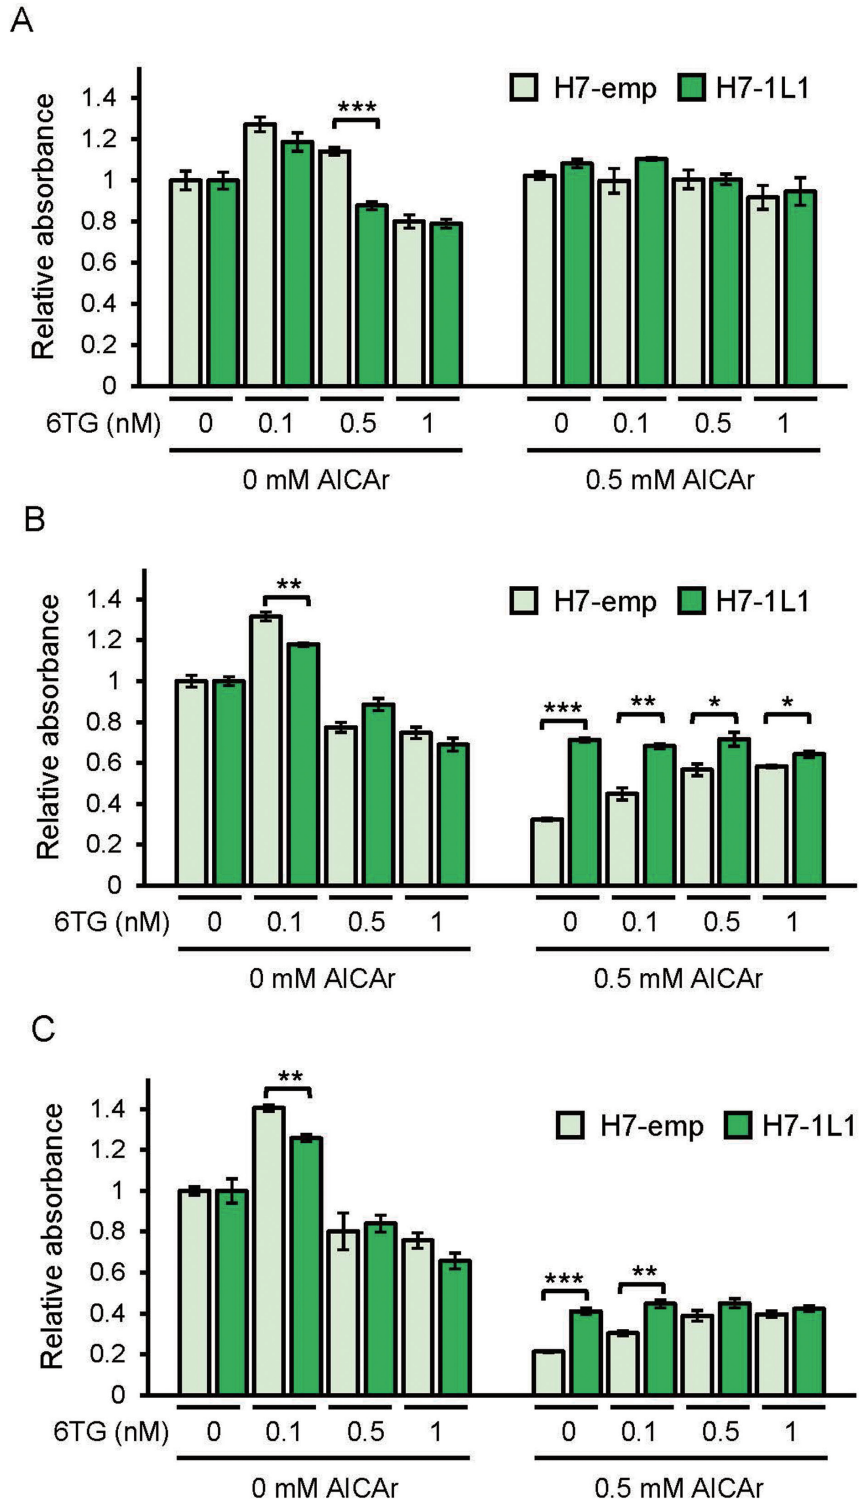 A
Relative absorbance
1.4
1.2
1
0.8
0.6
0.4
0.2
0
H7-emp H7-1L1
***
6TG (nM) 0 0.1 0.5 1 0 0.1 0.5 1
0 mM AICAr 0.5 mM AICAr
B
Relative absorbance
1.4
1.2
1
0.8
0.6
0.4
0.2
0
H7-emp H7-1L1
**
*** ** * *
6TG (nM) 0 0.1 0.5 1 0 0.1 0.5 1
0 mM AICAr 0.5 mM AICAr
C
Relative absorbance
1.4
1.2
1
0.8
0.6
0.4
0.2
0
H7-emp H7-1L1
**
*** **
6TG (nM) 0 0.1 0.5 1 0 0.1 0.5 1
0 mM AICAr 0.5 mM AICAr